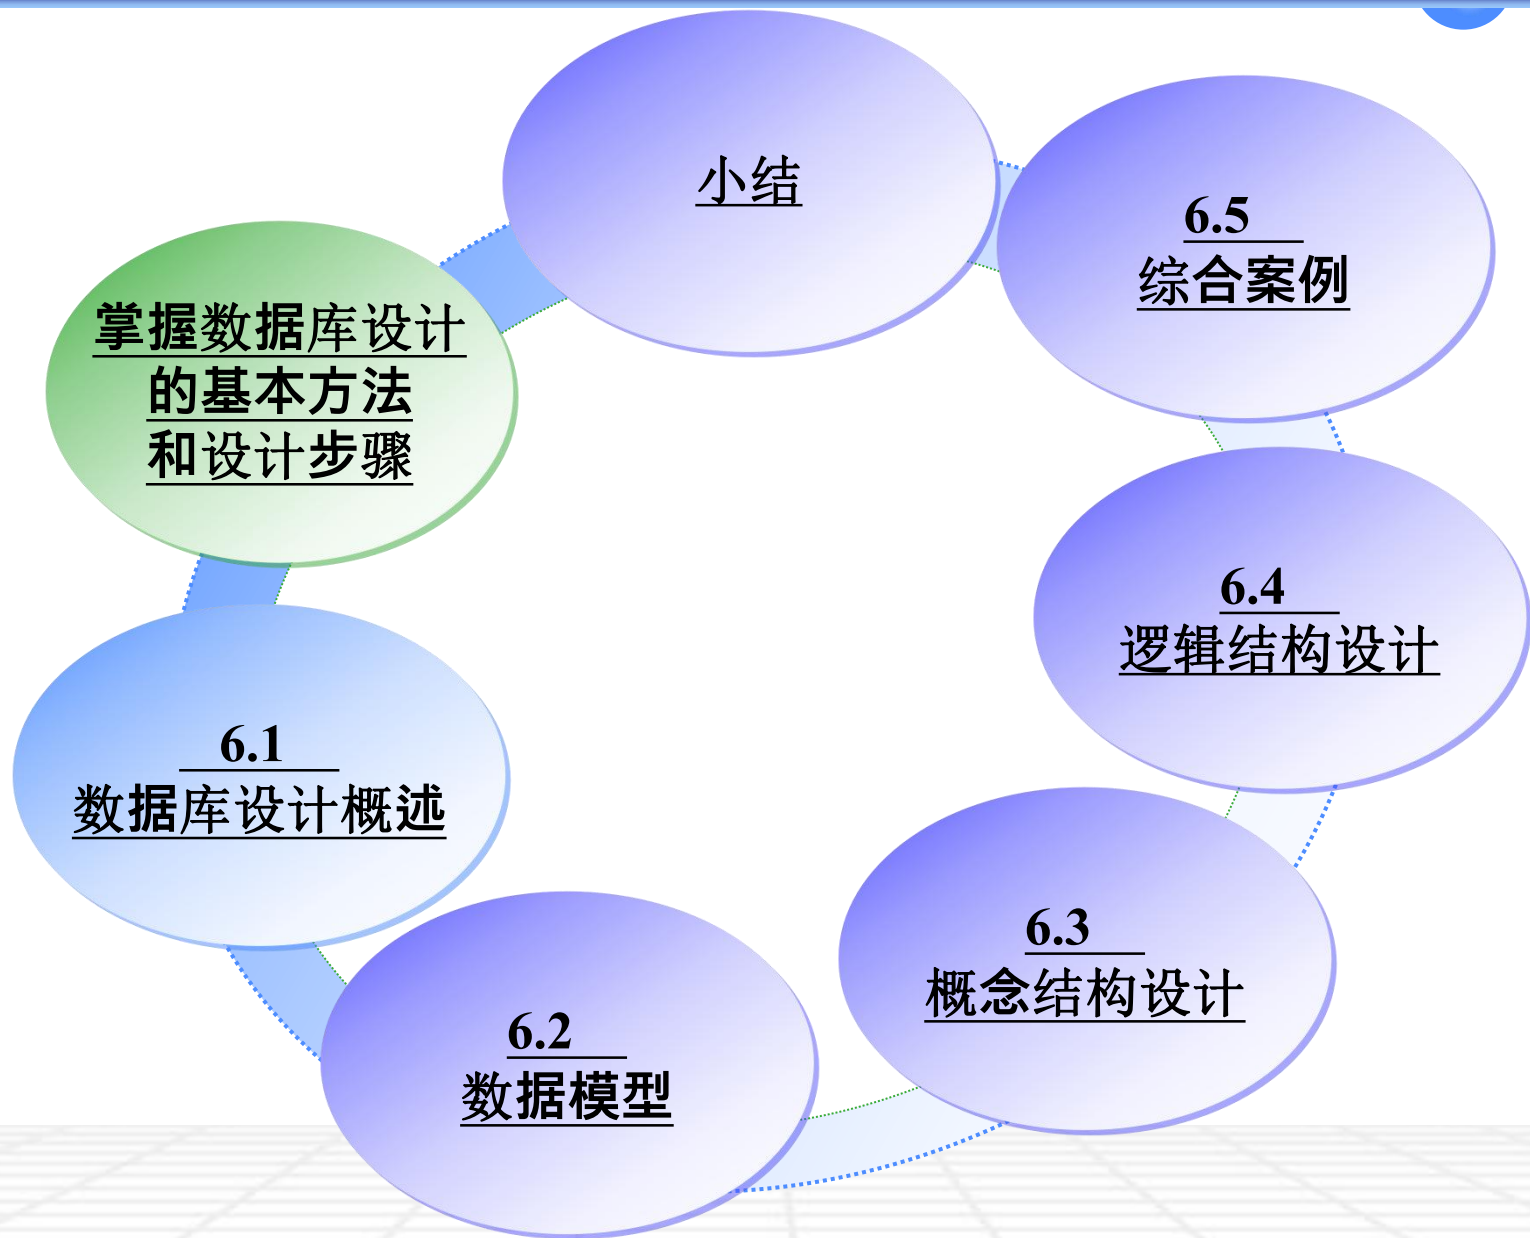 掌握数据库设计
的基本方法
和设计步骤
6.1
数据库设计概述
6.2
数据模型
6.3
概念结构设计
6.4
逻辑结构设计
6.5
综合案例
小结